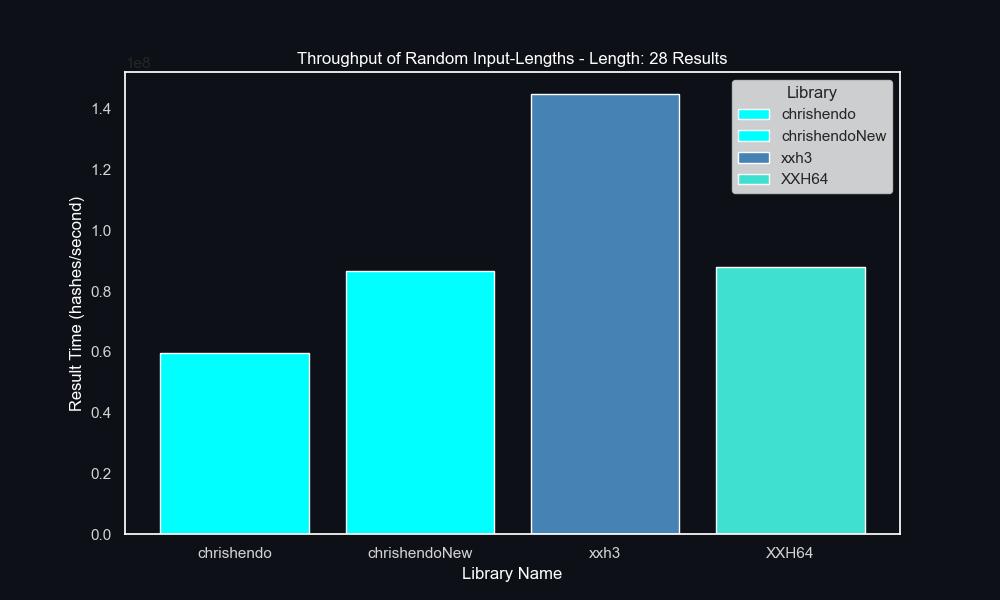 Throughput of Random Input-Lengths - Length: 28 Results
1e8
1.4
1.2
1.0
0.8
0.6
0.4
0.2
0.0
Result Time (hashes/second)
Library
chrishendo
chrishendoNew
xxh3
XXH64
chrishendo
chrishendoNew
xxh3
XXH64
Library Name